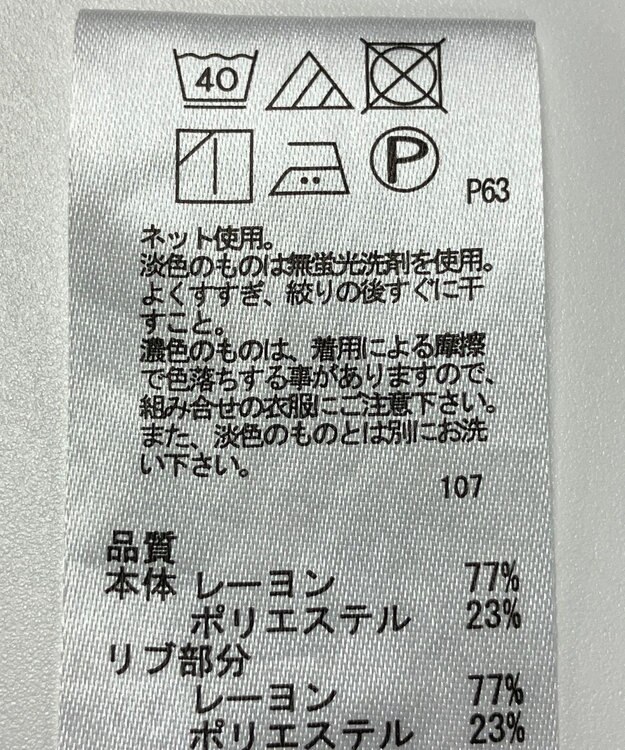 40
P
P63
ネット使用。
淡色のものは無蛍光洗剤を使用。
よくすすぎ、絞りの後すぐに干
すこと。
濃色のものは、着用による摩擦
で色落ちする事がありますので、
組み合せの衣服にご注意下さい。
また、淡色のものとは別にお洗
い下さい。
107
品質
本体 レーヨン 77%
ポリエステル 23%
リブ部分
レーヨン 77%
ポリエステル 23%